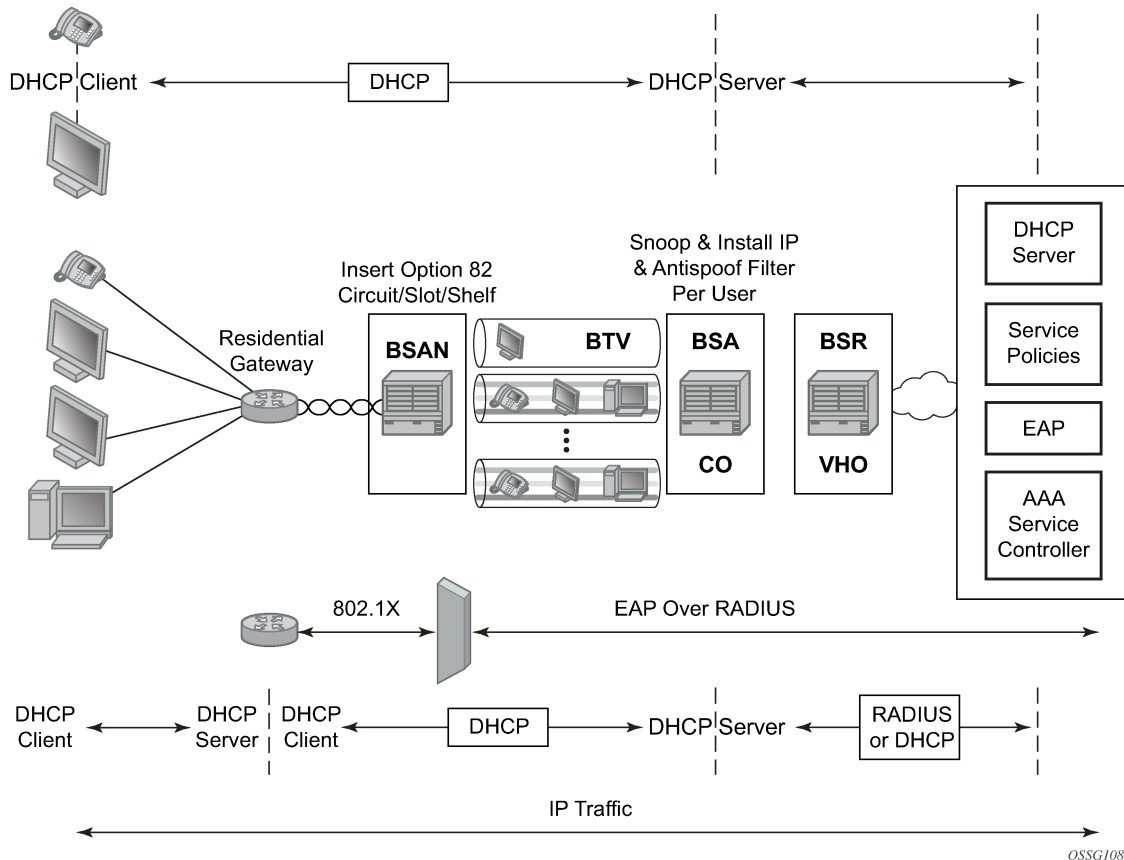 DHCP Client
DHCP
DHCP Server
DHCP
Server
Snoop & Install IP
& Antispoof Filter
Per User
Insert Option 82
Circuit/Slot/Shelf
Residential
Gateway
BSAN
BTV
BSA
BSR
Service
Policies
EAP
CO
VHO
AAA
Service
Controller
802.1X
EAP Over RADIUS
DHCP
Client
DHCP
Server
DHCP
Client
DHCP
DHCP Server
RADIUS
or DHCP
IP Traffic
OSSG108